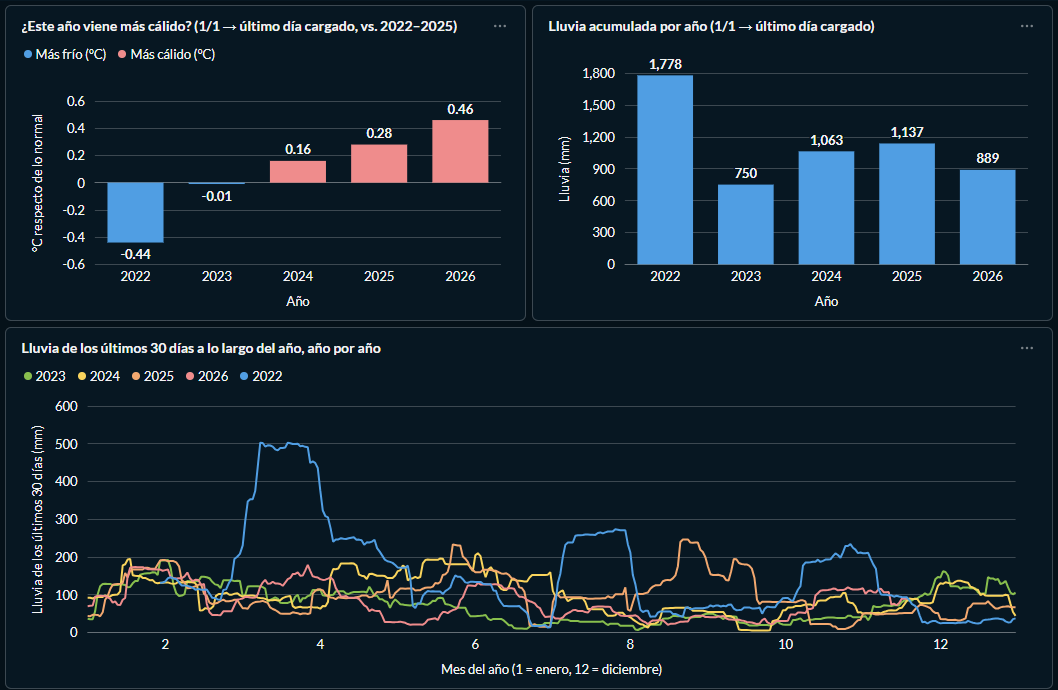 ¿Este año viene más cálido? (1/1 → último día cargado, vs. 2022–2025)
Más frío (°C) Más cálido (°C)
°C respecto de lo normal
0.6
0.4
0.2
0
-0.2
-0.4
-0.6
-0.44
-0.01
0.16
0.28
0.46
2022 2023 2024 2025 2026
Año
Lluvia acumulada por año (1/1 → último día cargado)
Lluvia (mm)
1,800
1,500
1,200
900
600
300
0
1,778
750
1,063
1,137
889
2022 2023 2024 2025 2026
Año
Lluvia de los últimos 30 días a lo largo del año, año por año
2023 2024 2025 2026 2022
Lluvia de los últimos 30 días (mm)
600
500
400
300
200
100
0
2 4 6 8 10 12
Mes del año (1 = enero, 12 = diciembre)